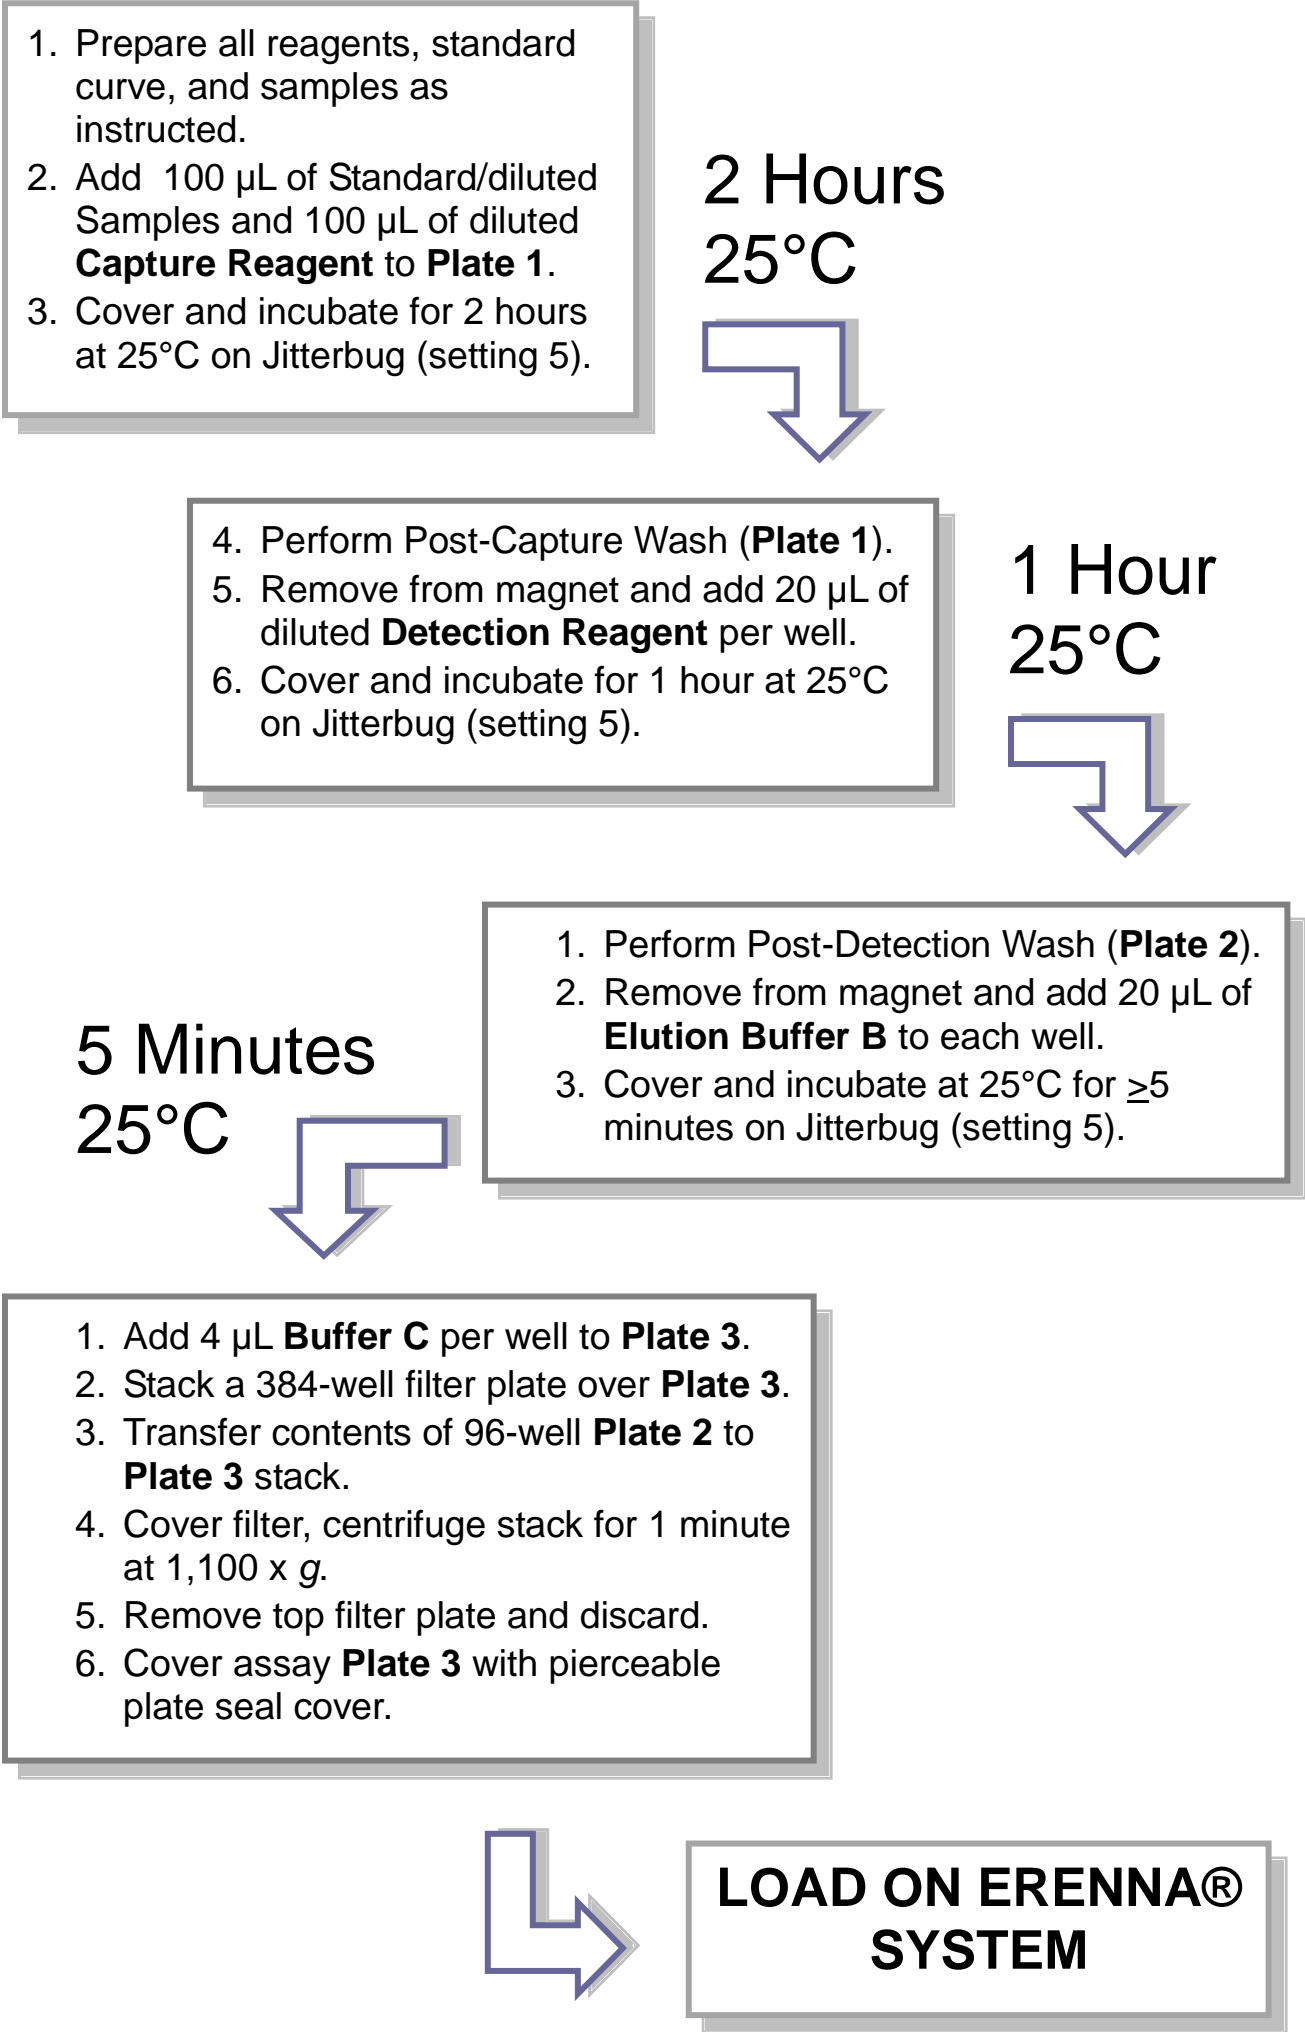 1. Prepare all reagents, standard
curve, and samples as
instructed.
2. Add  100 µL of Standard/diluted
Samples and 100 µL of diluted
Capture Reagent to Plate 1.
3. Cover and incubate for 2 hours
at 25°C on Jitterbug (setting 5).
2 Hours
25°C
4. Perform Post-Capture Wash (Plate 1).
5. Remove from magnet and add 20 µL of
diluted Detection Reagent per well.
6. Cover and incubate for 1 hour at 25°C
on Jitterbug (setting 5).
1 Hour
25°C
1. Perform Post-Detection Wash (Plate 2).
2. Remove from magnet and add 20 µL of
Elution Buffer B to each well.
3. Cover and incubate at 25°C for ≥5
minutes on Jitterbug (setting 5).
5 Minutes
25°C
1. Add 4 µL Buffer C per well to Plate 3.
2. Stack a 384-well filter plate over Plate 3.
3. Transfer contents of 96-well Plate 2 to
Plate 3 stack.
4. Cover filter, centrifuge stack for 1 minute
at 1,100 x g.
5. Remove top filter plate and discard.
6. Cover assay Plate 3 with pierceable
plate seal cover.
LOAD ON ERENNA®
SYSTEM